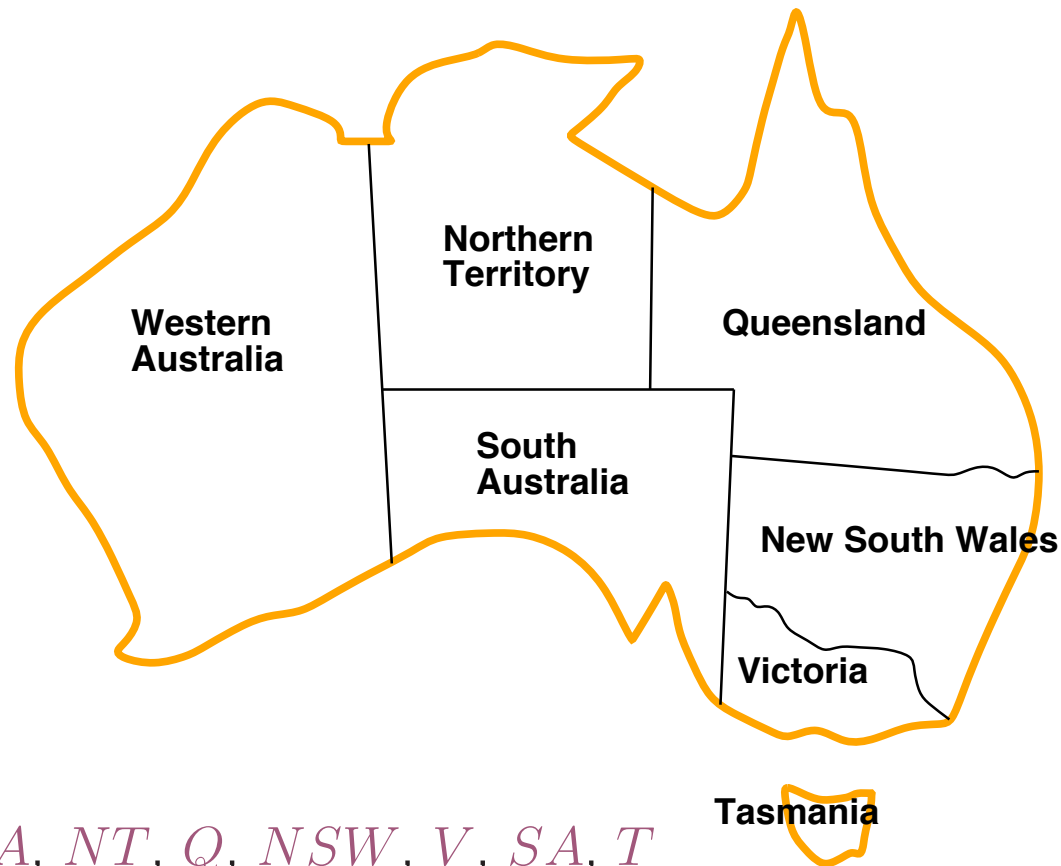 Northern
Territory
Western
Australia
Queensland
South
Australia
New South Wales
Victoria
Tasmania
A, NT, Q, NSW, V, SA, T